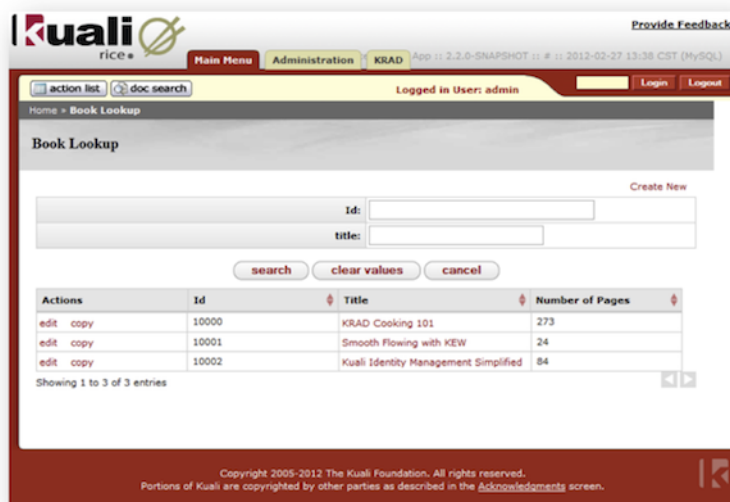 kuali
rice
Provide Feedback
Main Menu Administration KRAD App :: 2.2.0-SNAPSHOT :: # :: 2012-02-27 13:38 CST (MySQL)
action list doc search Logged in User: admin Login Logout
Home » Book Lookup
Book Lookup
Create New
Id:
title:
search clear values cancel
Actions Id Title Number of Pages
edit copy 10000 KRAD Cooking 101 273
edit copy 10001 Smooth Flowing with KEW 24
edit copy 10002 Kuali Identity Management Simplified 84
Showing 1 to 3 of 3 entries
Copyright 2005-2012 The Kuali Foundation. All rights reserved.
Portions of Kuali are copyrighted by other parties as described in the Acknowledgments screen.